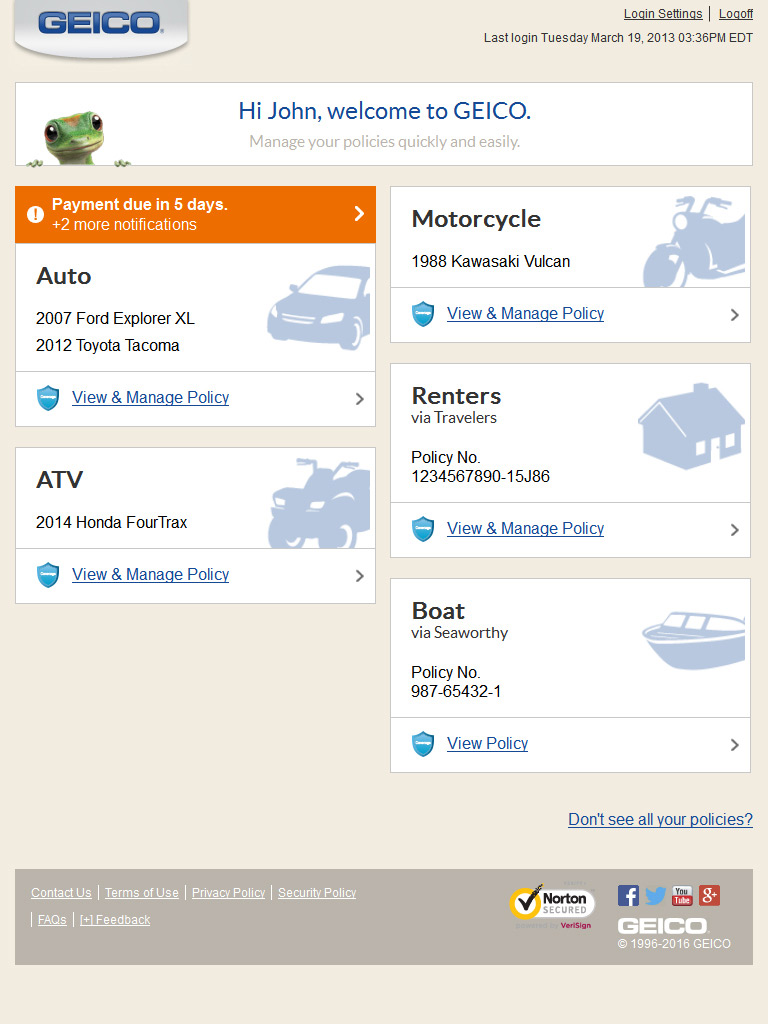 GEICO
Login Settings | Logoff
Last login Tuesday March 19, 2013 03:36PM EDT
Hi John, welcome to GEICO.
Manage your policies quickly and easily.
Payment due in 5 days.
+2 more notifications
Auto
2007 Ford Explorer XL
2012 Toyota Tacoma
Coverage
View & Manage Policy
ATV
2014 Honda FourTrax
Coverage
View & Manage Policy
Motorcycle
1988 Kawasaki Vulcan
Coverage
View & Manage Policy
Renters
via Travelers
Policy No.
1234567890-15J86
Coverage
View & Manage Policy
Boat
via Seaworthy
Policy No.
987-65432-1
Coverage
View Policy
Don't see all your policies?
Contact Us | Terms of Use | Privacy Policy | Security Policy
| FAQs | [+] Feedback
Norton
SECURED
powered by VeriSign
You
Tube
GEICO
© 1996-2016 GEICO